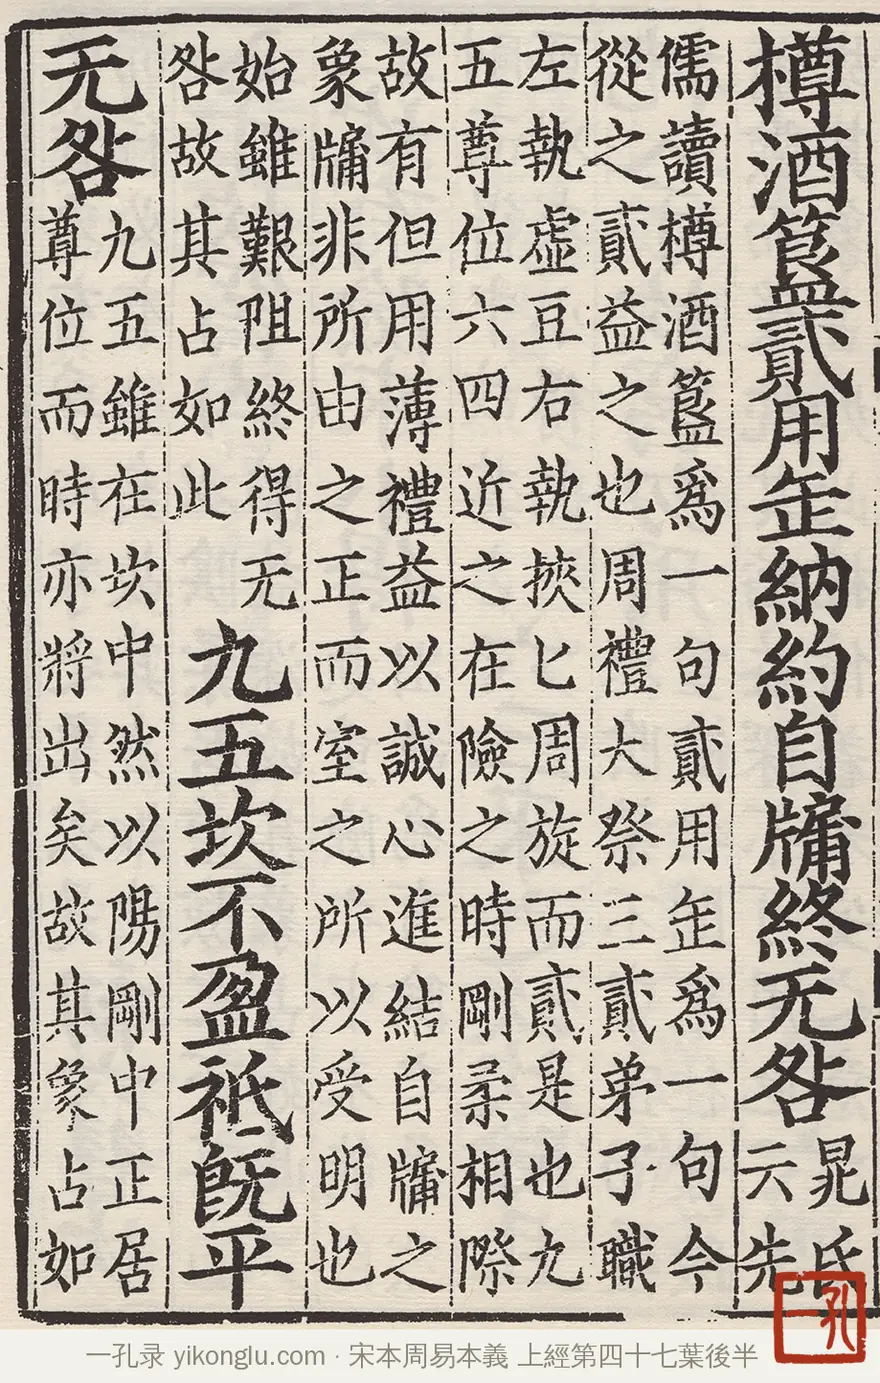 樽酒簋貳用缶納約自牖終无咎
晁氏
云先
儒讀樽酒簋爲一句貳用缶爲一句今
從之貳益之也周禮大祭三貳弟子職
左執虛豆右執挾匕周旋而貳是也九
五尊位六四近之在險之時剛柔相際
故有但用薄禮益以誠心進結自牖之
象牖非所由之正而室之所以受明也
始雖艱阻終得无
咎故其占如此
九五坎不盈祗既平
无咎
九五雖在坎中然以陽剛中正居
尊位而時亦將出矣故其象占如
一孔
一孔录 yikonglu.com · 宋本周易本義 上經第四十七葉後半